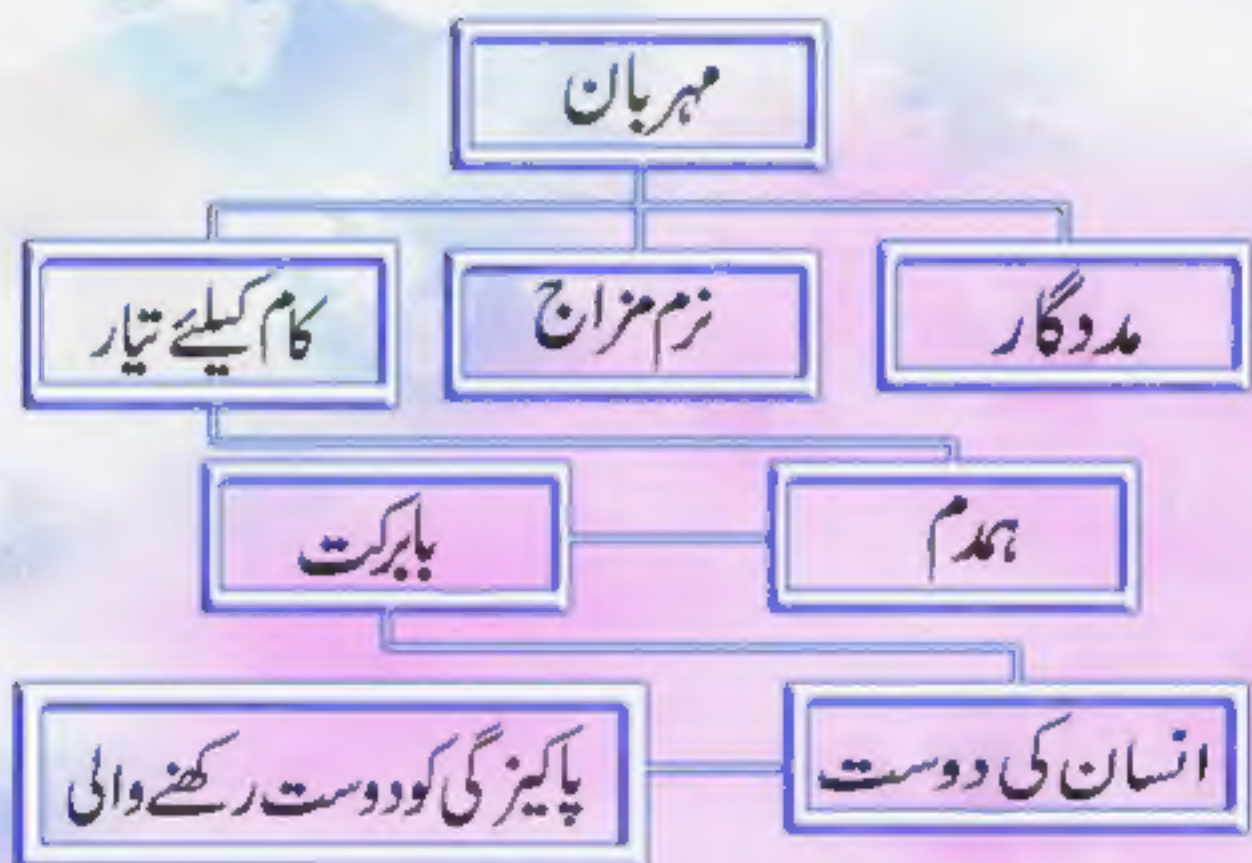 مہربان
مددگار
نرم مزاج
کام کیلئے تیار
ہمدم
بابرکت
انسان کی دوست
پاکیزگی کو دوست رکھنے والی